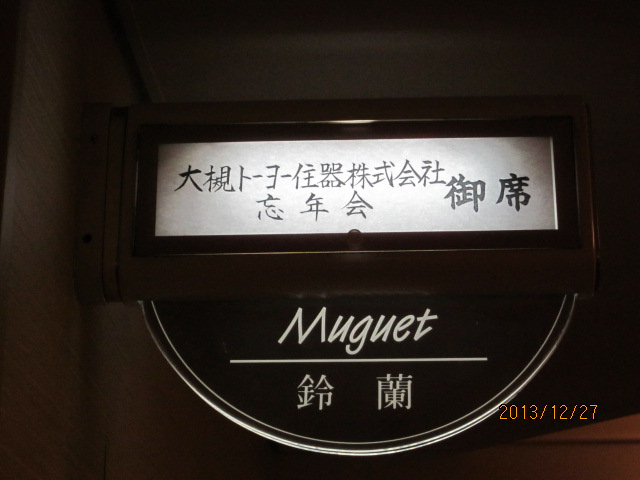 大槻トーヨー住器株式会社 御席
忘年会
Muguet
鈴蘭
2013/12/27